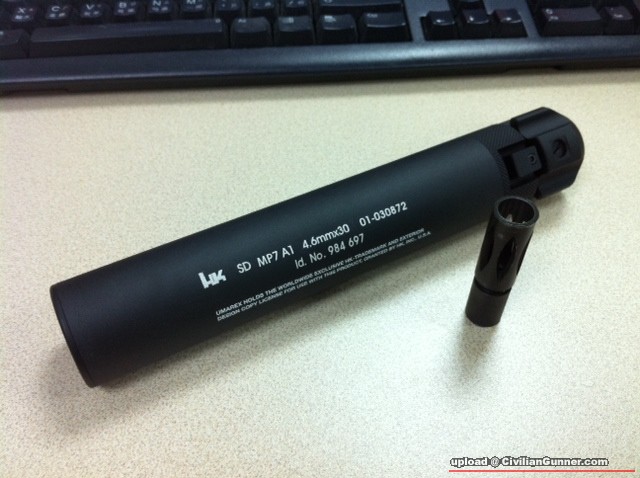 HK SD MP7 A1 4.6mmx30 01-030872
Id. No. 984 697
UMAREX HOLDS THE WORLDWIDE EXCLUSIVE HK-TRADEMARK AND EXTERIOR
DESIGN COPY LICENSE FOR USE WITH THIS PRODUCT, GRANTED BY HK, INC., U.S.A
upload @ CivilianGunner.com